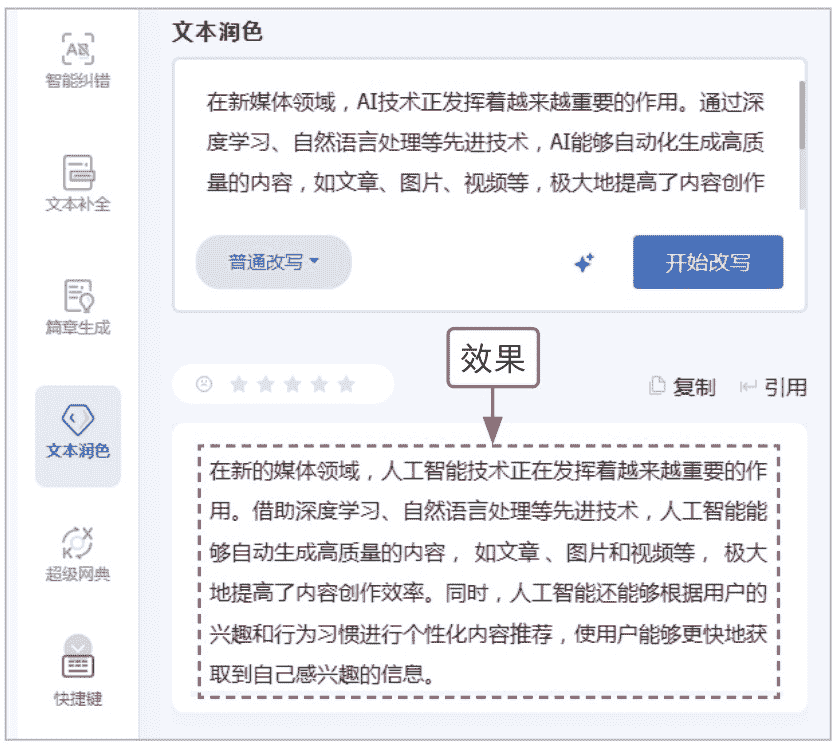 智能纠错
文本补全
篇章生成
文本润色
超级网典
快捷键
文本润色
在新媒体领域，AI技术正发挥着越来越重要的作用。通过深
度学习、自然语言处理等先进技术，AI能够自动化生成高质
量的内容，如文章、图片、视频等，极大地提高了内容创作
普通改写
开始改写
效果
复制
引用
在新的媒体领域，人工智能技术正在发挥着越来越重要的作
用。借助深度学习、自然语言处理等先进技术，人工智能能
够自动生成高质量的内容， 如文章 、图片和视频等， 极大
地提高了内容创作效率。同时，人工智能还能够根据用户的
兴趣和行为习惯进行个性化内容推荐，使用户能够更快地获
取到自己感兴趣的信息。